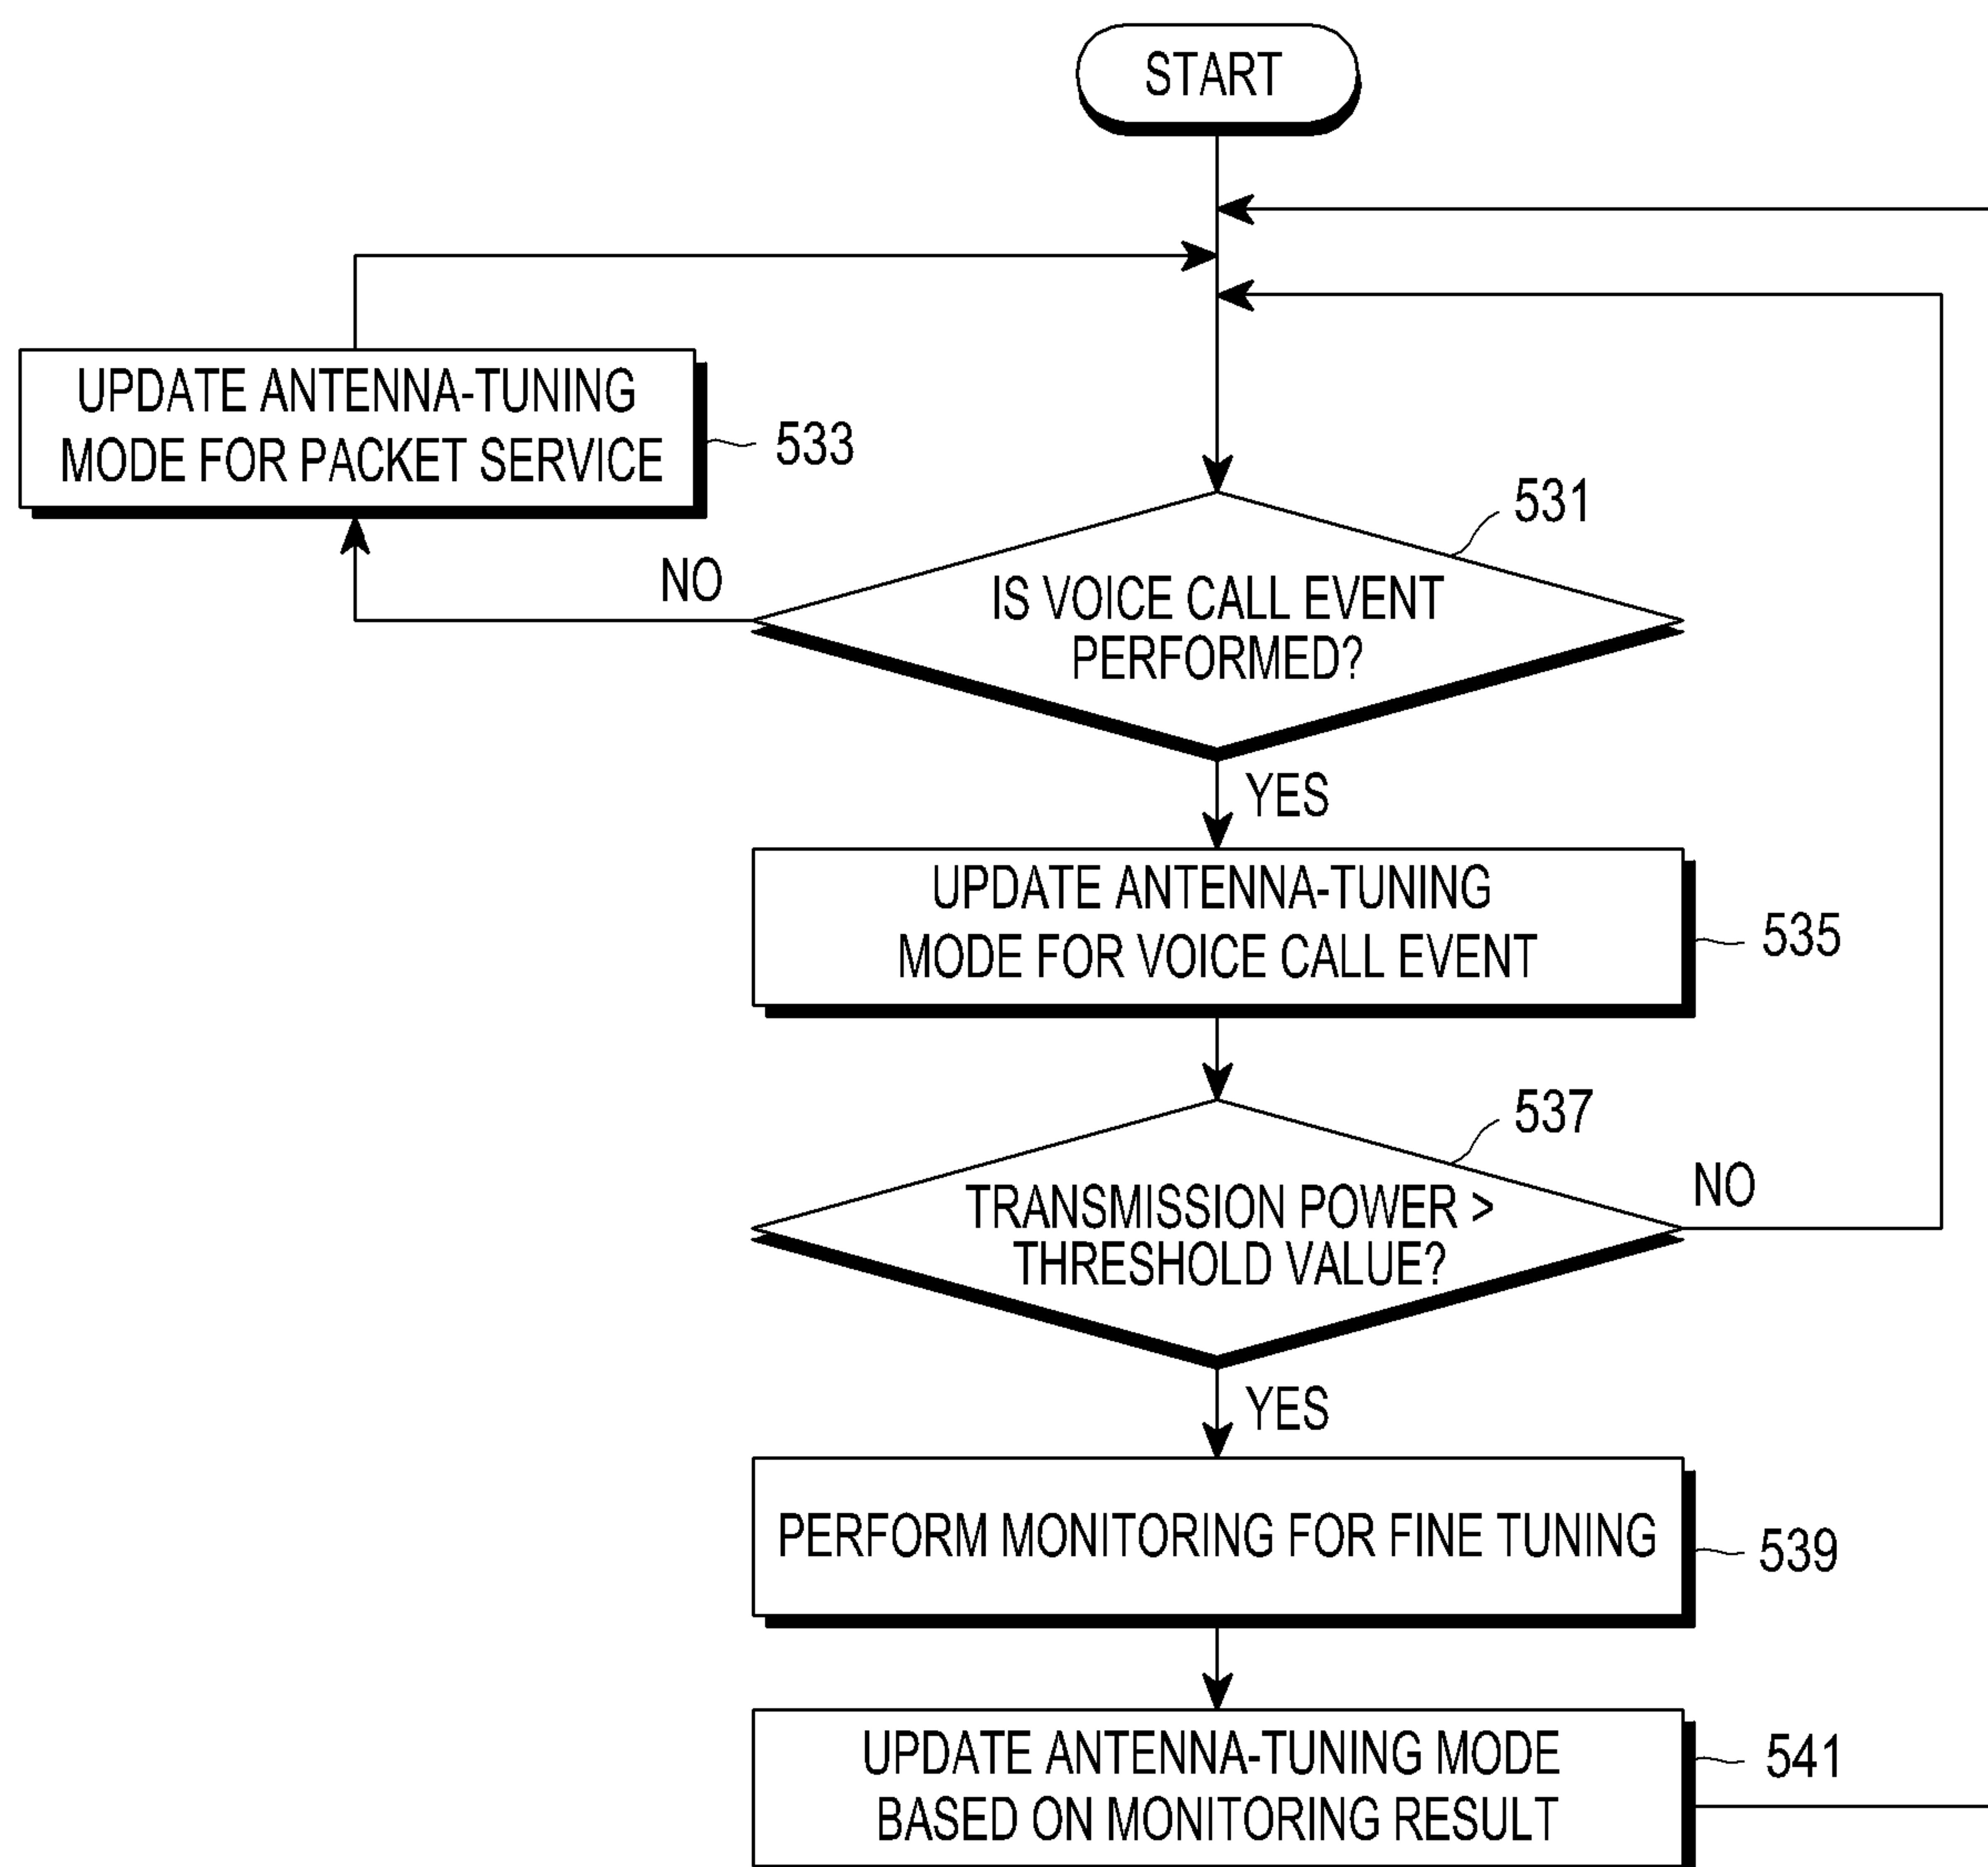 START
UPDATE ANTENNA-TUNING
MODE FOR PACKET SERVICE
533
531
NO
IS VOICE CALL EVENT
PERFORMED?
YES
UPDATE ANTENNA-TUNING
MODE FOR VOICE CALL EVENT
535
537
TRANSMISSION POWER >
THRESHOLD VALUE?
NO
YES
PERFORM MONITORING FOR FINE TUNING
539
UPDATE ANTENNA-TUNING MODE
BASED ON MONITORING RESULT
541